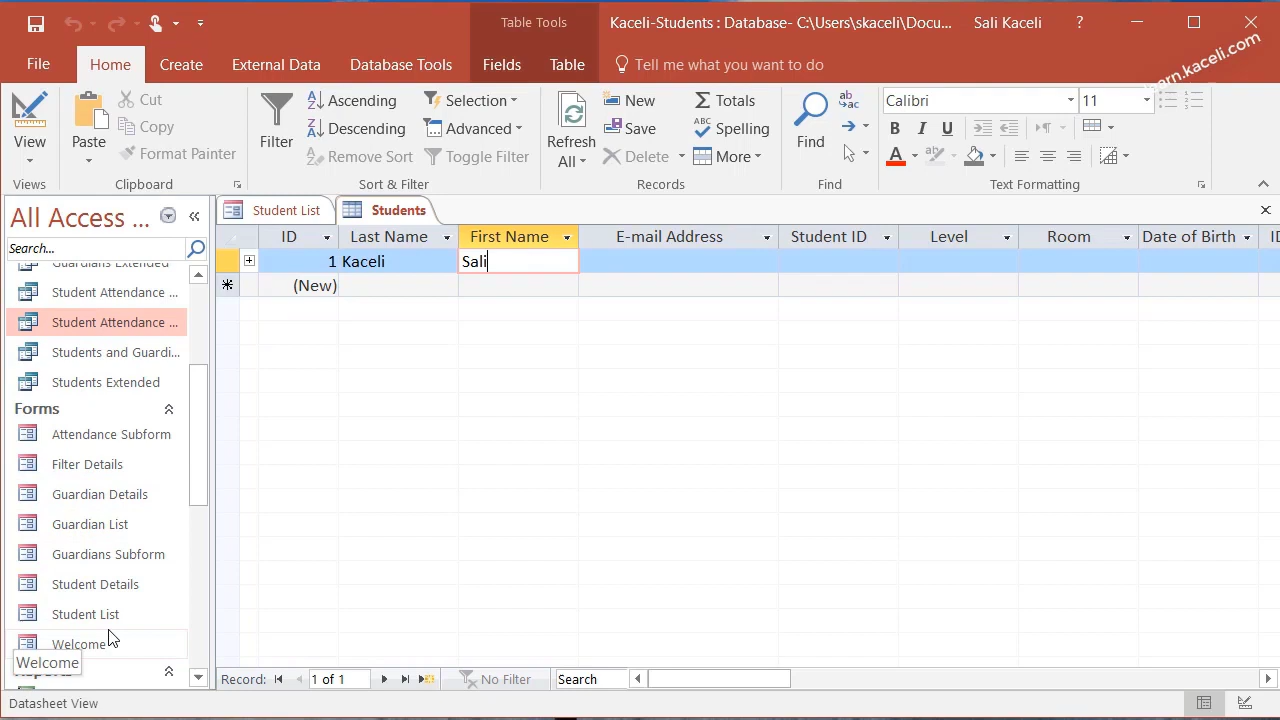 Table Tools
Kaceli-Students : Database- C:\Users\skaceli\Docu...
Sali Kaceli
?
learn.kaceli.com
File
Home
Create
External Data
Database Tools
Fields
Table
Tell me what you want to do
View
Paste
Cut
Copy
Format Painter
Filter
Ascending
Descending
Remove Sort
Selection
Advanced
Toggle Filter
Refresh
All
New
Save
Delete
Totals
Spelling
More
Find
Calibri
11
B I U
A
Views
Clipboard
Sort & Filter
Records
Find
Text Formatting
All Access ...
Search...
Guardians Extended
Student Attendance ...
Student Attendance ...
Students and Guardi...
Students Extended
Forms
Attendance Subform
Filter Details
Guardian Details
Guardian List
Guardians Subform
Student Details
Student List
Welcome
Welcome
Reports
Student List
Students
ID
Last Name
First Name
E-mail Address
Student ID
Level
Room
Date of Birth
ID
1
Kaceli
Sali
(New)
Record:
1 of 1
No Filter
Search
Datasheet View